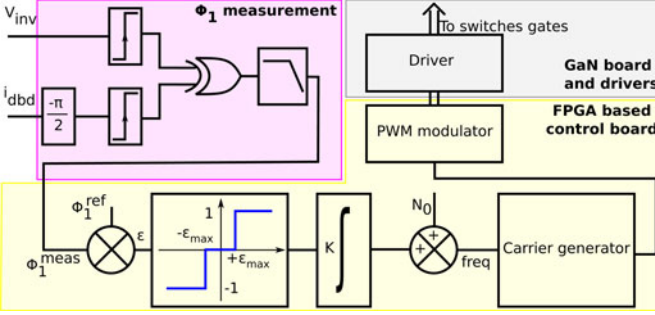 V_inv
Φ₁ measurement
To switches gates
Driver
GaN board
and drivers
i_dbd
-π
2
FPGA based
control board
PWM modulator
Φ₁^ref
1
-ε_max
+ε_max
-1
ε
Φ₁^meas
K
∫
N₀
+
+
freq
Carrier generator